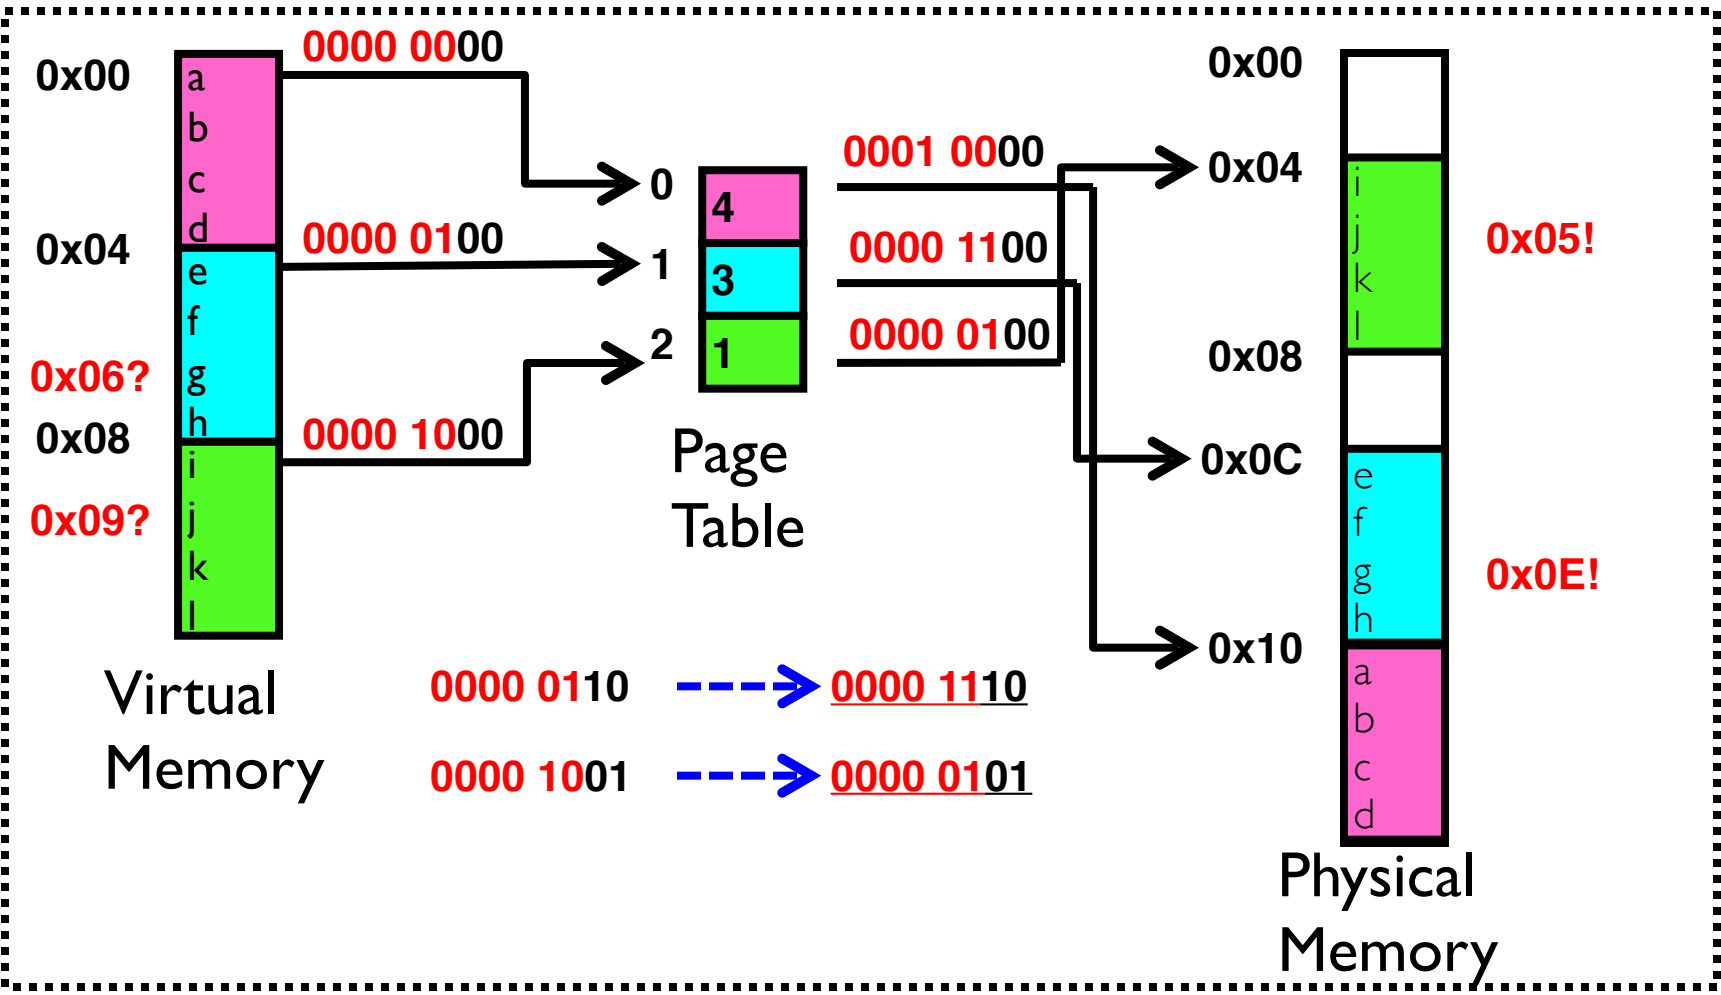 0x00
a
b
c
d
0x04
e
f
0x06?
g
h
0x08
i
0x09?
j
k
l
Virtual
Memory
0000 0000
0000 0100
0000 1000
0
1
2
4
3
1
Page
Table
0001 0000
0000 1100
0000 0100
0000 0110
0000 1110
0000 1001
0000 0101
0x00
0x04
i
j
k
l
0x05!
0x08
0x0C
e
f
g
h
0x0E!
0x10
a
b
c
d
Physical
Memory